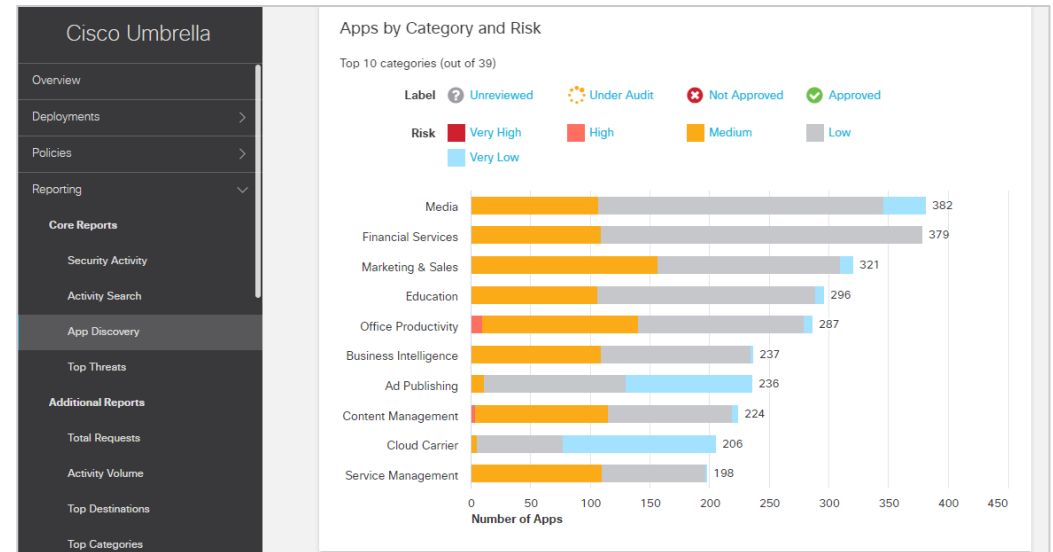 Cisco Umbrella
Overview
Deployments
Policies
Reporting
Core Reports
Security Activity
Activity Search
App Discovery
Top Threats
Additional Reports
Total Requests
Activity Volume
Top Destinations
Top Categories
Apps by Category and Risk
Top 10 categories (out of 39)
Label Unreviewed Under Audit Not Approved Approved
Risk Very High High Medium Low
Very Low
Media 382
Financial Services 379
Marketing & Sales 321
Education 296
Office Productivity 287
Business Intelligence 237
Ad Publishing 236
Content Management 224
Cloud Carrier 206
Service Management 198
0 50 100 150 200 250 300 350 400 450
Number of Apps